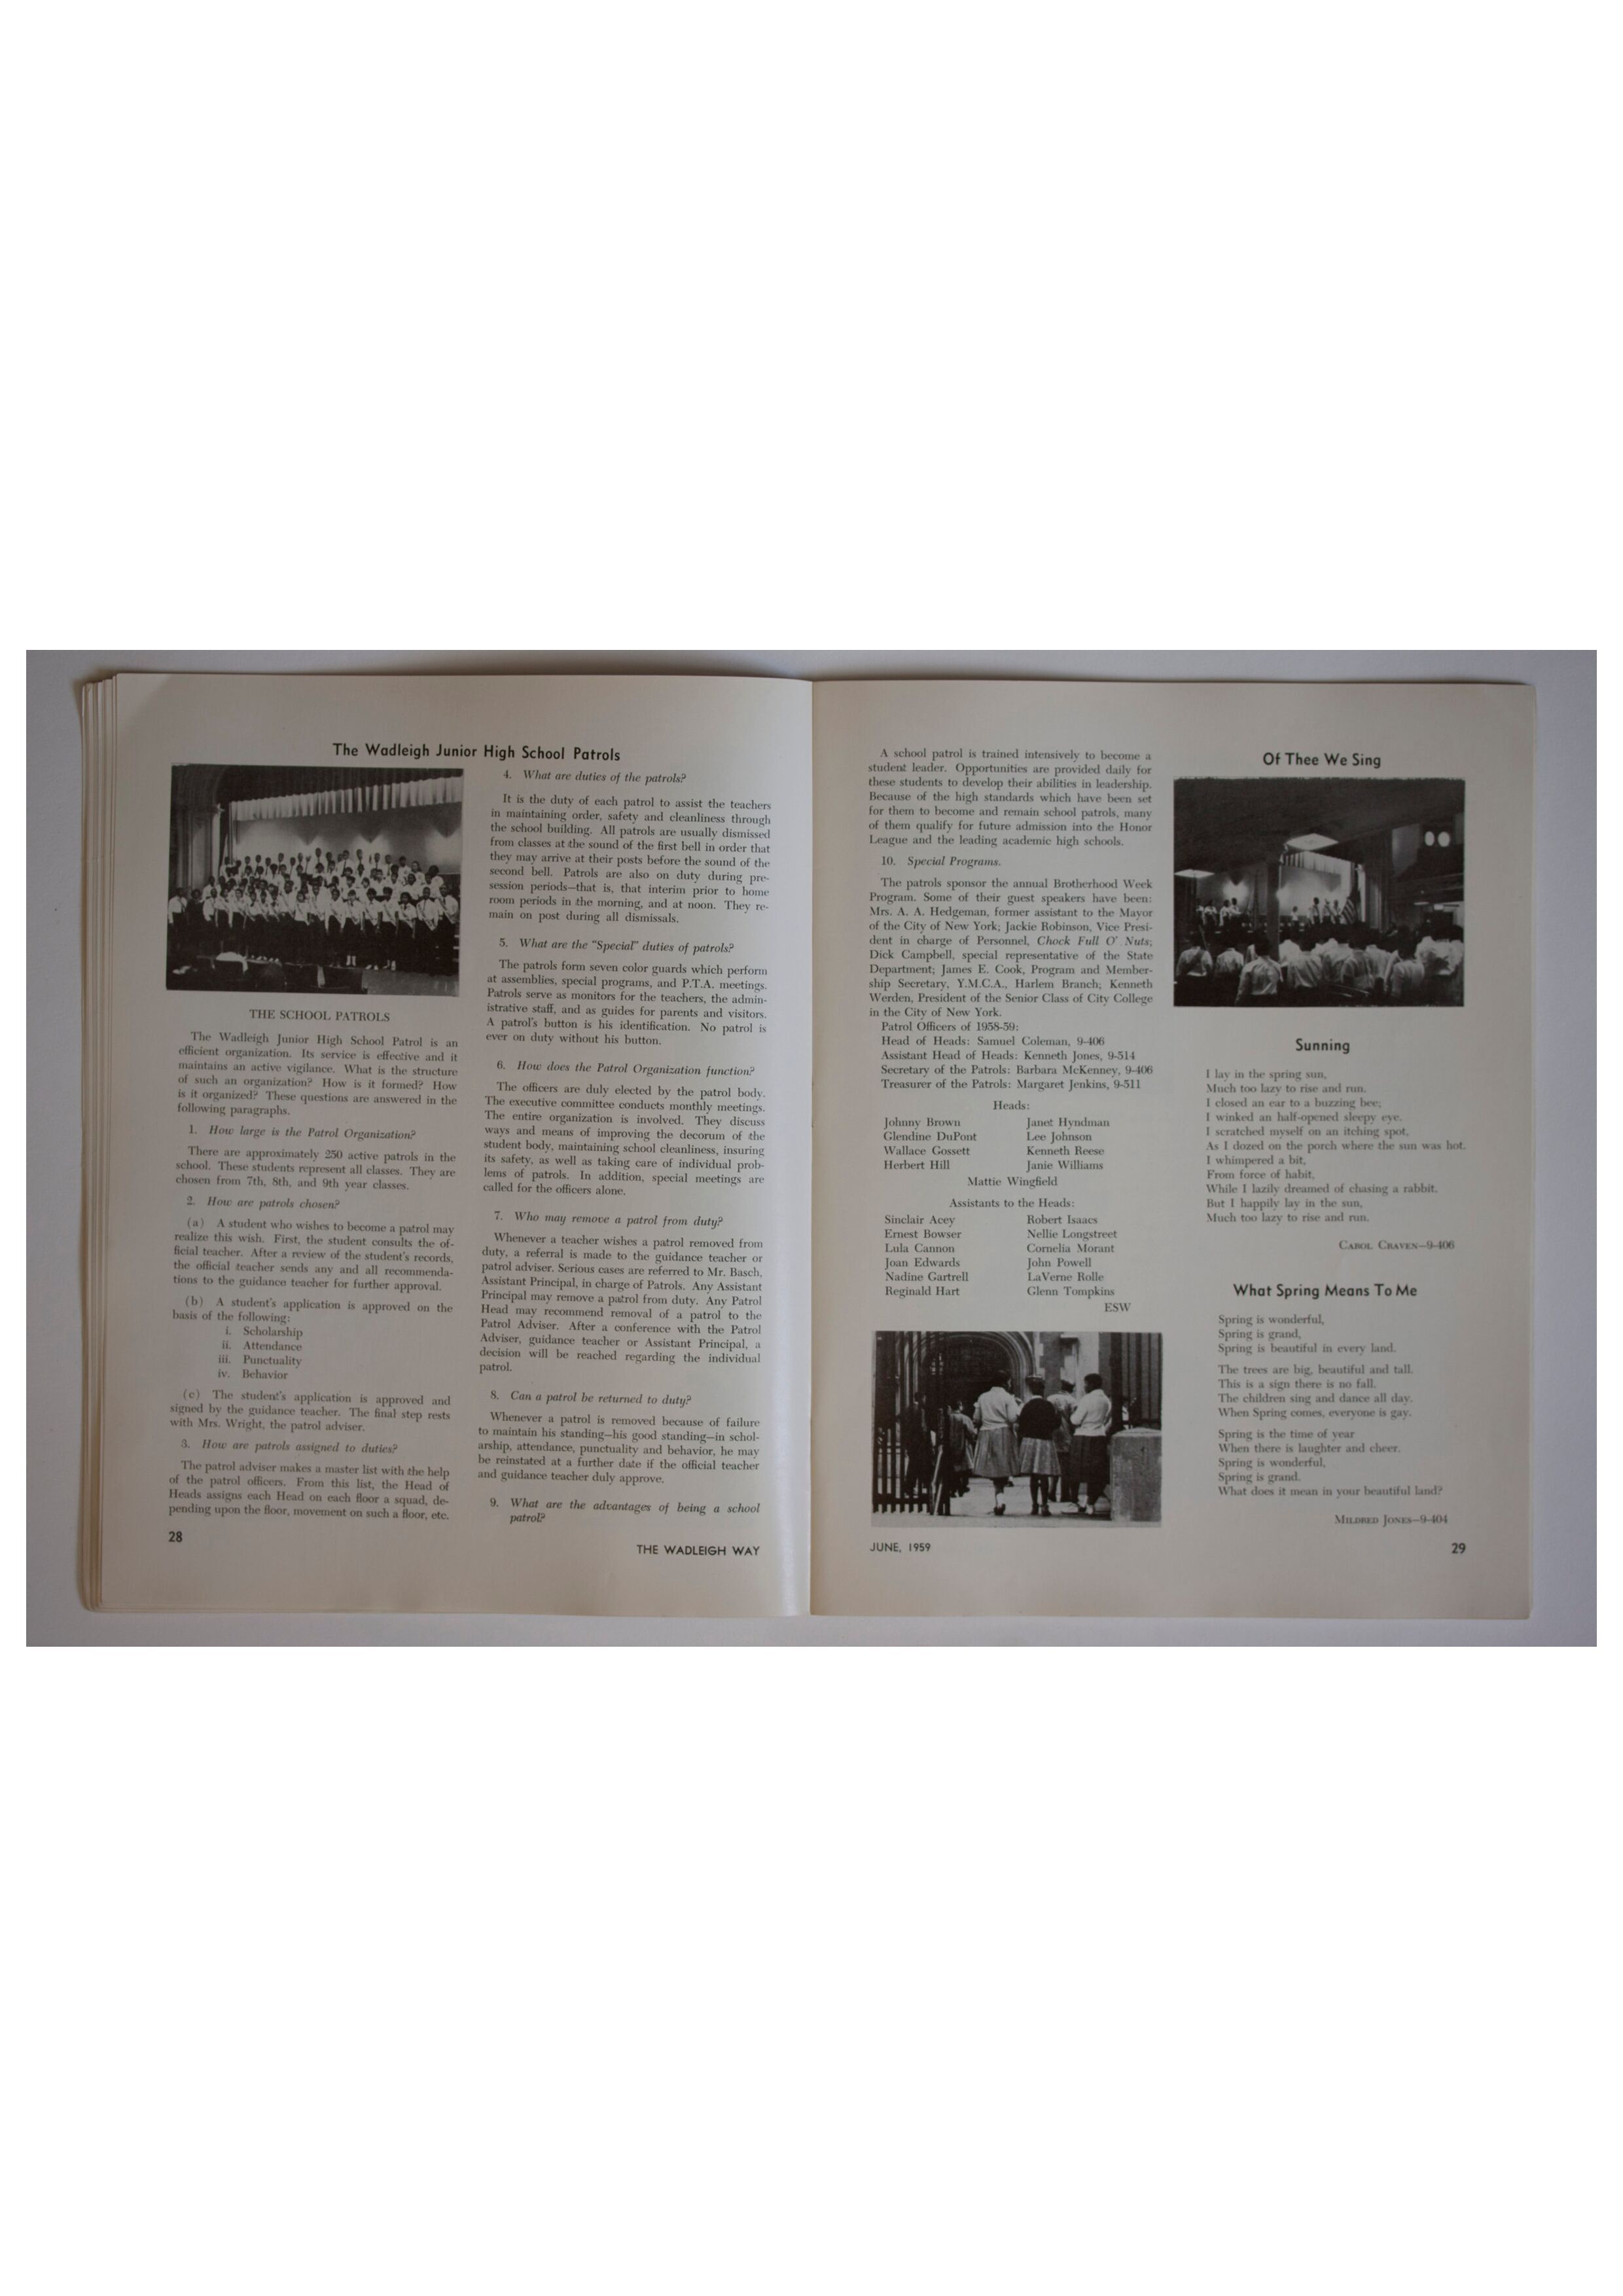 The Wadleigh Junior High School Patrols
THE SCHOOL PATROLS
The Wadleigh Junior High School Patrol is an
efficient organization. Its service is effective and it
maintains an active vigilance. What is the structure
of such an organization? How is it formed? How
is it organized? These questions are answered in the
following paragraphs.
1. How large is the Patrol Organization?
There are approximately 250 active patrols in the
school. These students represent all classes. They are
chosen from 7th, 8th, and 9th year classes.
2. How are patrols chosen?
(a) A student who wishes to become a patrol may
realize this wish. First, the student consults the of-
ficial teacher. After a review of the student's records,
the official teacher sends any and all recommenda-
tions to the guidance teacher for further approval.
(b) A student's application is approved on the
basis of the following:
i. Scholarship
ii. Attendance
iii. Punctuality
iv. Behavior
(c) The student's application is approved and
signed by the guidance teacher. The final step rests
with Mrs. Wright, the patrol adviser.
3. How are patrols assigned to duties?
The patrol adviser makes a master list with the help
of the patrol officers. From this list, the Head of
Heads assigns each Head on each floor a squad, de-
pending upon the floor, movement on such a floor, etc.
28
4. What are duties of the patrols?
It is the duty of each patrol to assist the teachers
in maintaining order, safety and cleanliness through
the school building. All patrols are usually dismissed
from classes at the sound of the first bell in order that
they may arrive at their posts before the sound of the
second bell. Patrols are also on duty during pre-
session periods—that is, that interim prior to home
room periods in the morning, and at noon. They re-
main on post during all dismissals.
5. What are the "Special" duties of patrols?
The patrols form seven color guards which perform
at assemblies, special programs, and P.T.A. meetings.
Patrols serve as monitors for the teachers, the admin-
istrative staff, and as guides for parents and visitors.
A patrol's button is his identification. No patrol is
ever on duty without his button.
6. How does the Patrol Organization function?
The officers are duly elected by the patrol body.
The executive committee conducts monthly meetings.
The entire organization is involved. They discuss
ways and means of improving the decorum of the
student body, maintaining school cleanliness, insuring
its safety, as well as taking care of individual prob-
lems of patrols. In addition, special meetings are
called for the officers alone.
7. Who may remove a patrol from duty?
Whenever a teacher wishes a patrol removed from
duty, a referral is made to the guidance teacher or
patrol adviser. Serious cases are referred to Mr. Basch,
Assistant Principal, in charge of Patrols. Any Assistant
Principal may remove a patrol from duty. Any Patrol
Head may recommend removal of a patrol to the
Patrol Adviser. After a conference with the Patrol
Adviser, guidance teacher or Assistant Principal, a
decision will be reached regarding the individual
patrol.
8. Can a patrol be returned to duty?
Whenever a patrol is removed because of failure
to maintain his standing—his good standing—in schol-
arship, attendance, punctuality and behavior, he may
be reinstated at a further date if the official teacher
and guidance teacher duly approve.
9. What are the advantages of being a school
patrol?
THE WADLEIGH WAY
A school patrol is trained intensively to become a
student leader. Opportunities are provided daily for
these students to develop their abilities in leadership.
Because of the high standards which have been set
for them to become and remain school patrols, many
of them qualify for future admission into the Honor
League and the leading academic high schools.
10. Special Programs.
The patrols sponsor the annual Brotherhood Week
Program. Some of their guest speakers have been:
Mrs. A. A. Hedgeman, former assistant to the Mayor
of the City of New York; Jackie Robinson, Vice Presi-
dent in charge of Personnel, Chock Full O' Nuts;
Dick Campbell, special representative of the State
Department; James E. Cook, Program and Member-
ship Secretary, Y.M.C.A., Harlem Branch; Kenneth
Werden, President of the Senior Class of City College
in the City of New York.
Patrol Officers of 1958-59:
Head of Heads: Samuel Coleman, 9-406
Assistant Head of Heads: Kenneth Jones, 9-514
Secretary of the Patrols: Barbara McKenney, 9-406
Treasurer of the Patrols: Margaret Jenkins, 9-511
Heads:
Johnny Brown Janet Hyndman
Glendine DuPont Lee Johnson
Wallace Gossett Kenneth Reese
Herbert Hill Janie Williams
Mattie Wingfield
Assistants to the Heads:
Sinclair Acey Robert Isaacs
Ernest Bowser Nellie Longstreet
Lula Cannon Cornelia Morant
Joan Edwards John Powell
Nadine Gartrell LaVerne Rolle
Reginald Hart Glenn Tompkins
ESW
JUNE, 1959
Of Thee We Sing
Sunning
I lay in the spring sun,
Much too lazy to rise and run.
I closed an ear to a buzzing bee;
I winked an half-opened sleepy eye.
I scratched myself on an itching spot,
As I dozed on the porch where the sun was hot.
I whimpered a bit,
From force of habit,
While I lazily dreamed of chasing a rabbit.
But I happily lay in the sun,
Much too lazy to rise and run.
CAROL CRAVEN—9-406
What Spring Means To Me
Spring is wonderful,
Spring is grand,
Spring is beautiful in every land.
The trees are big, beautiful and tall.
This is a sign there is no fall.
The children sing and dance all day.
When Spring comes, everyone is gay.
Spring is the time of year
When there is laughter and cheer.
Spring is wonderful,
Spring is grand.
What does it mean in your beautiful land?
MILDRED JONES—9-404
29